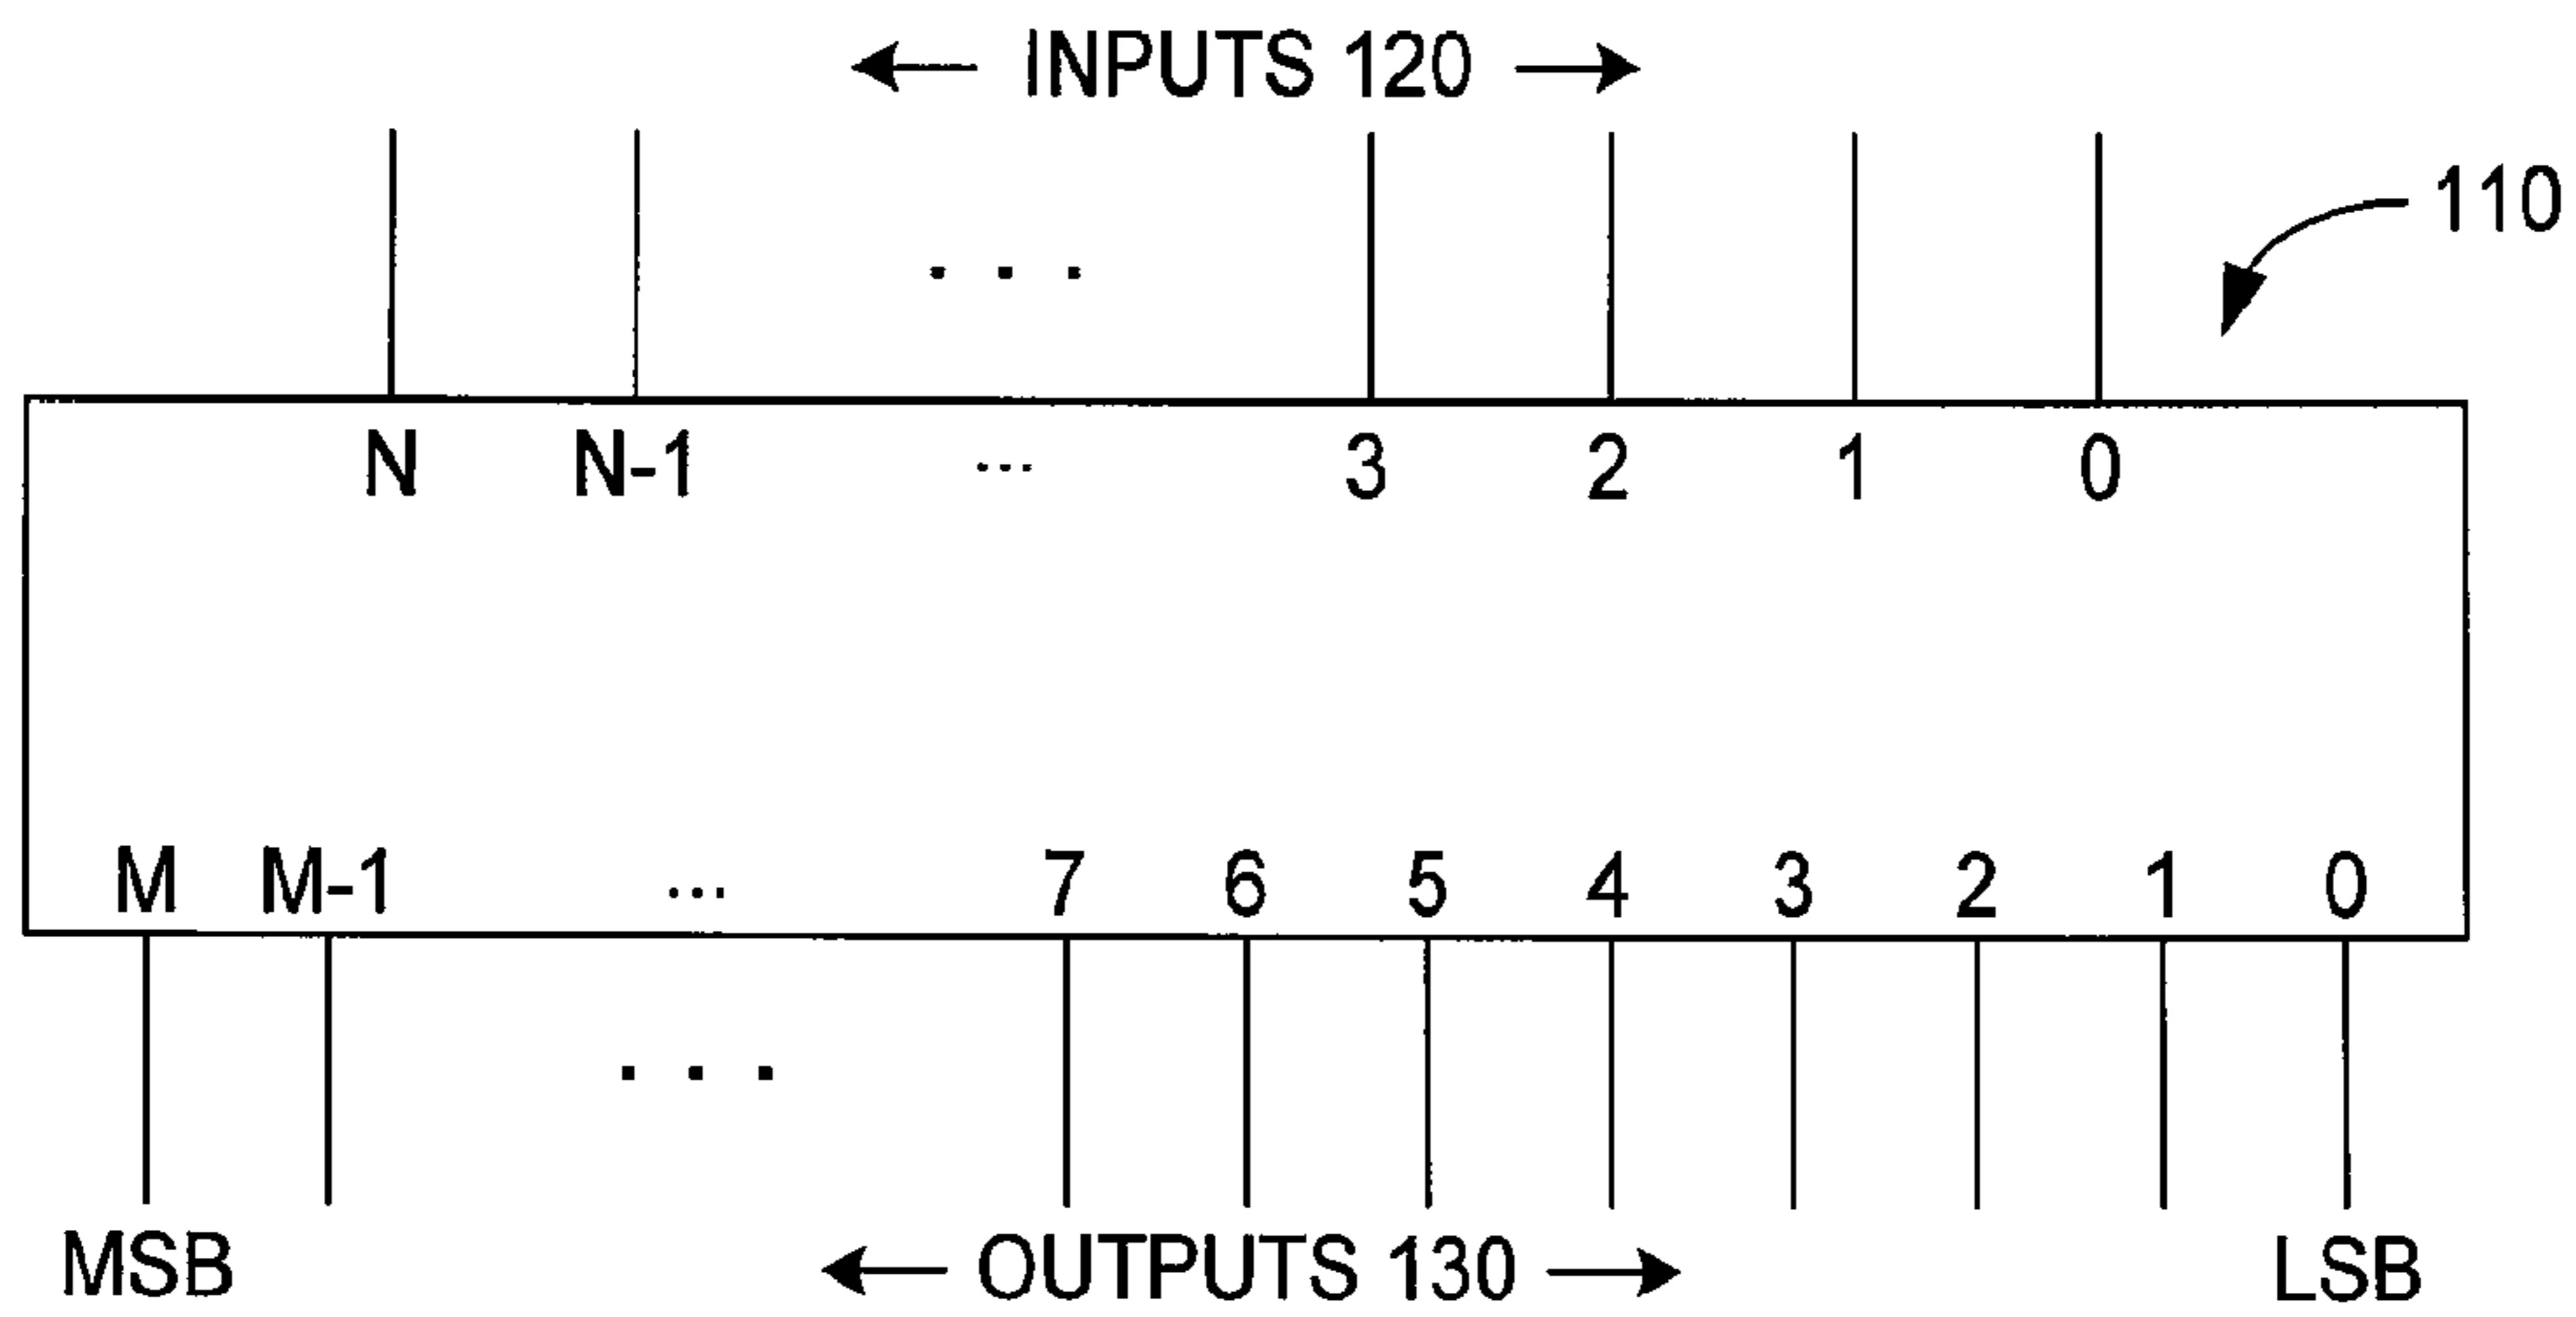 INPUTS 120
110
N N-1 ... 3 2 1 0
M M-1 ... 7 6 5 4 3 2 1 0
MSB OUTPUTS 130 LSB